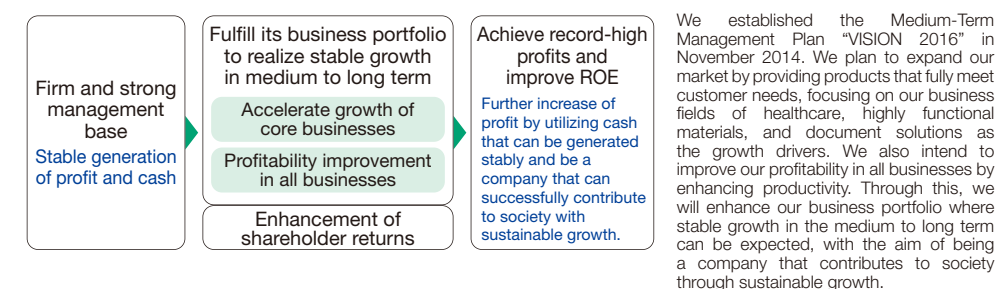 Firm and strong
management
base
Stable generation
of profit and cash
Fulfill its business portfolio
to realize stable growth
in medium to long term
Accelerate growth of
core businesses
Profitability improvement
in all businesses
Enhancement of
shareholder returns
Achieve record-high
profits and
improve ROE
Further increase of
profit by utilizing cash
that can be generated
stably and be a
company that can
successfully contribute
to society with
sustainable growth.
We established the Medium-Term
Management Plan “VISION 2016” in
November 2014. We plan to expand our
market by providing products that fully meet
customer needs, focusing on our business
fields of healthcare, highly functional
materials, and document solutions as
the growth drivers. We also intend to
improve our profitability in all businesses by
enhancing productivity. Through this, we
will enhance our business portfolio where
stable growth in the medium to long term
can be expected, with the aim of being
a company that contributes to society
through sustainable growth.